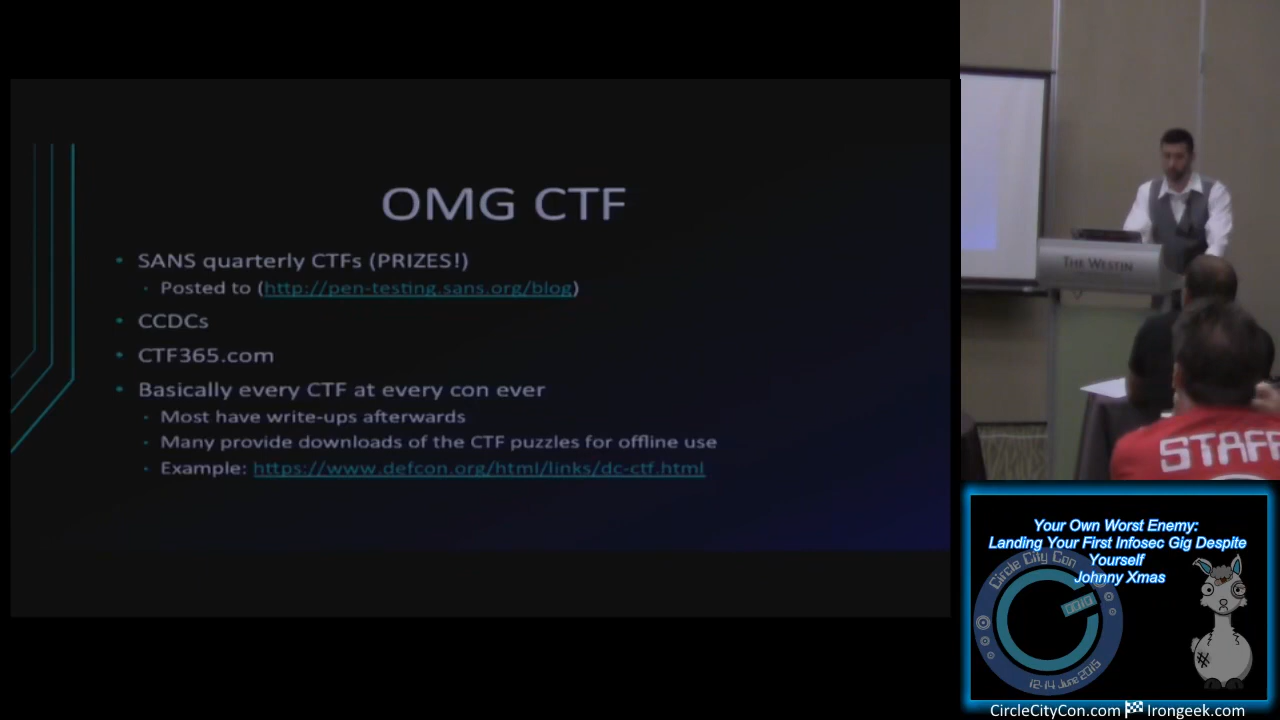 OMG CTF
SANS quarterly CTFs (PRIZES!)
Posted to (http://pen-testing.sans.org/blog)
CCDCs
CTF365.com
Basically every CTF at every con ever
Most have write-ups afterwards
Many provide downloads of the CTF puzzles for offline use
Example: https://www.defcon.org/html/links/dc-ctf.html
THE WESTIN
STAFF
Your Own Worst Enemy:
Landing Your First Infosec Gig Despite
Yourself
Johnny Xmas
Circle City Con
12-14 June 2015
CircleCityCon.com Irongeek.com